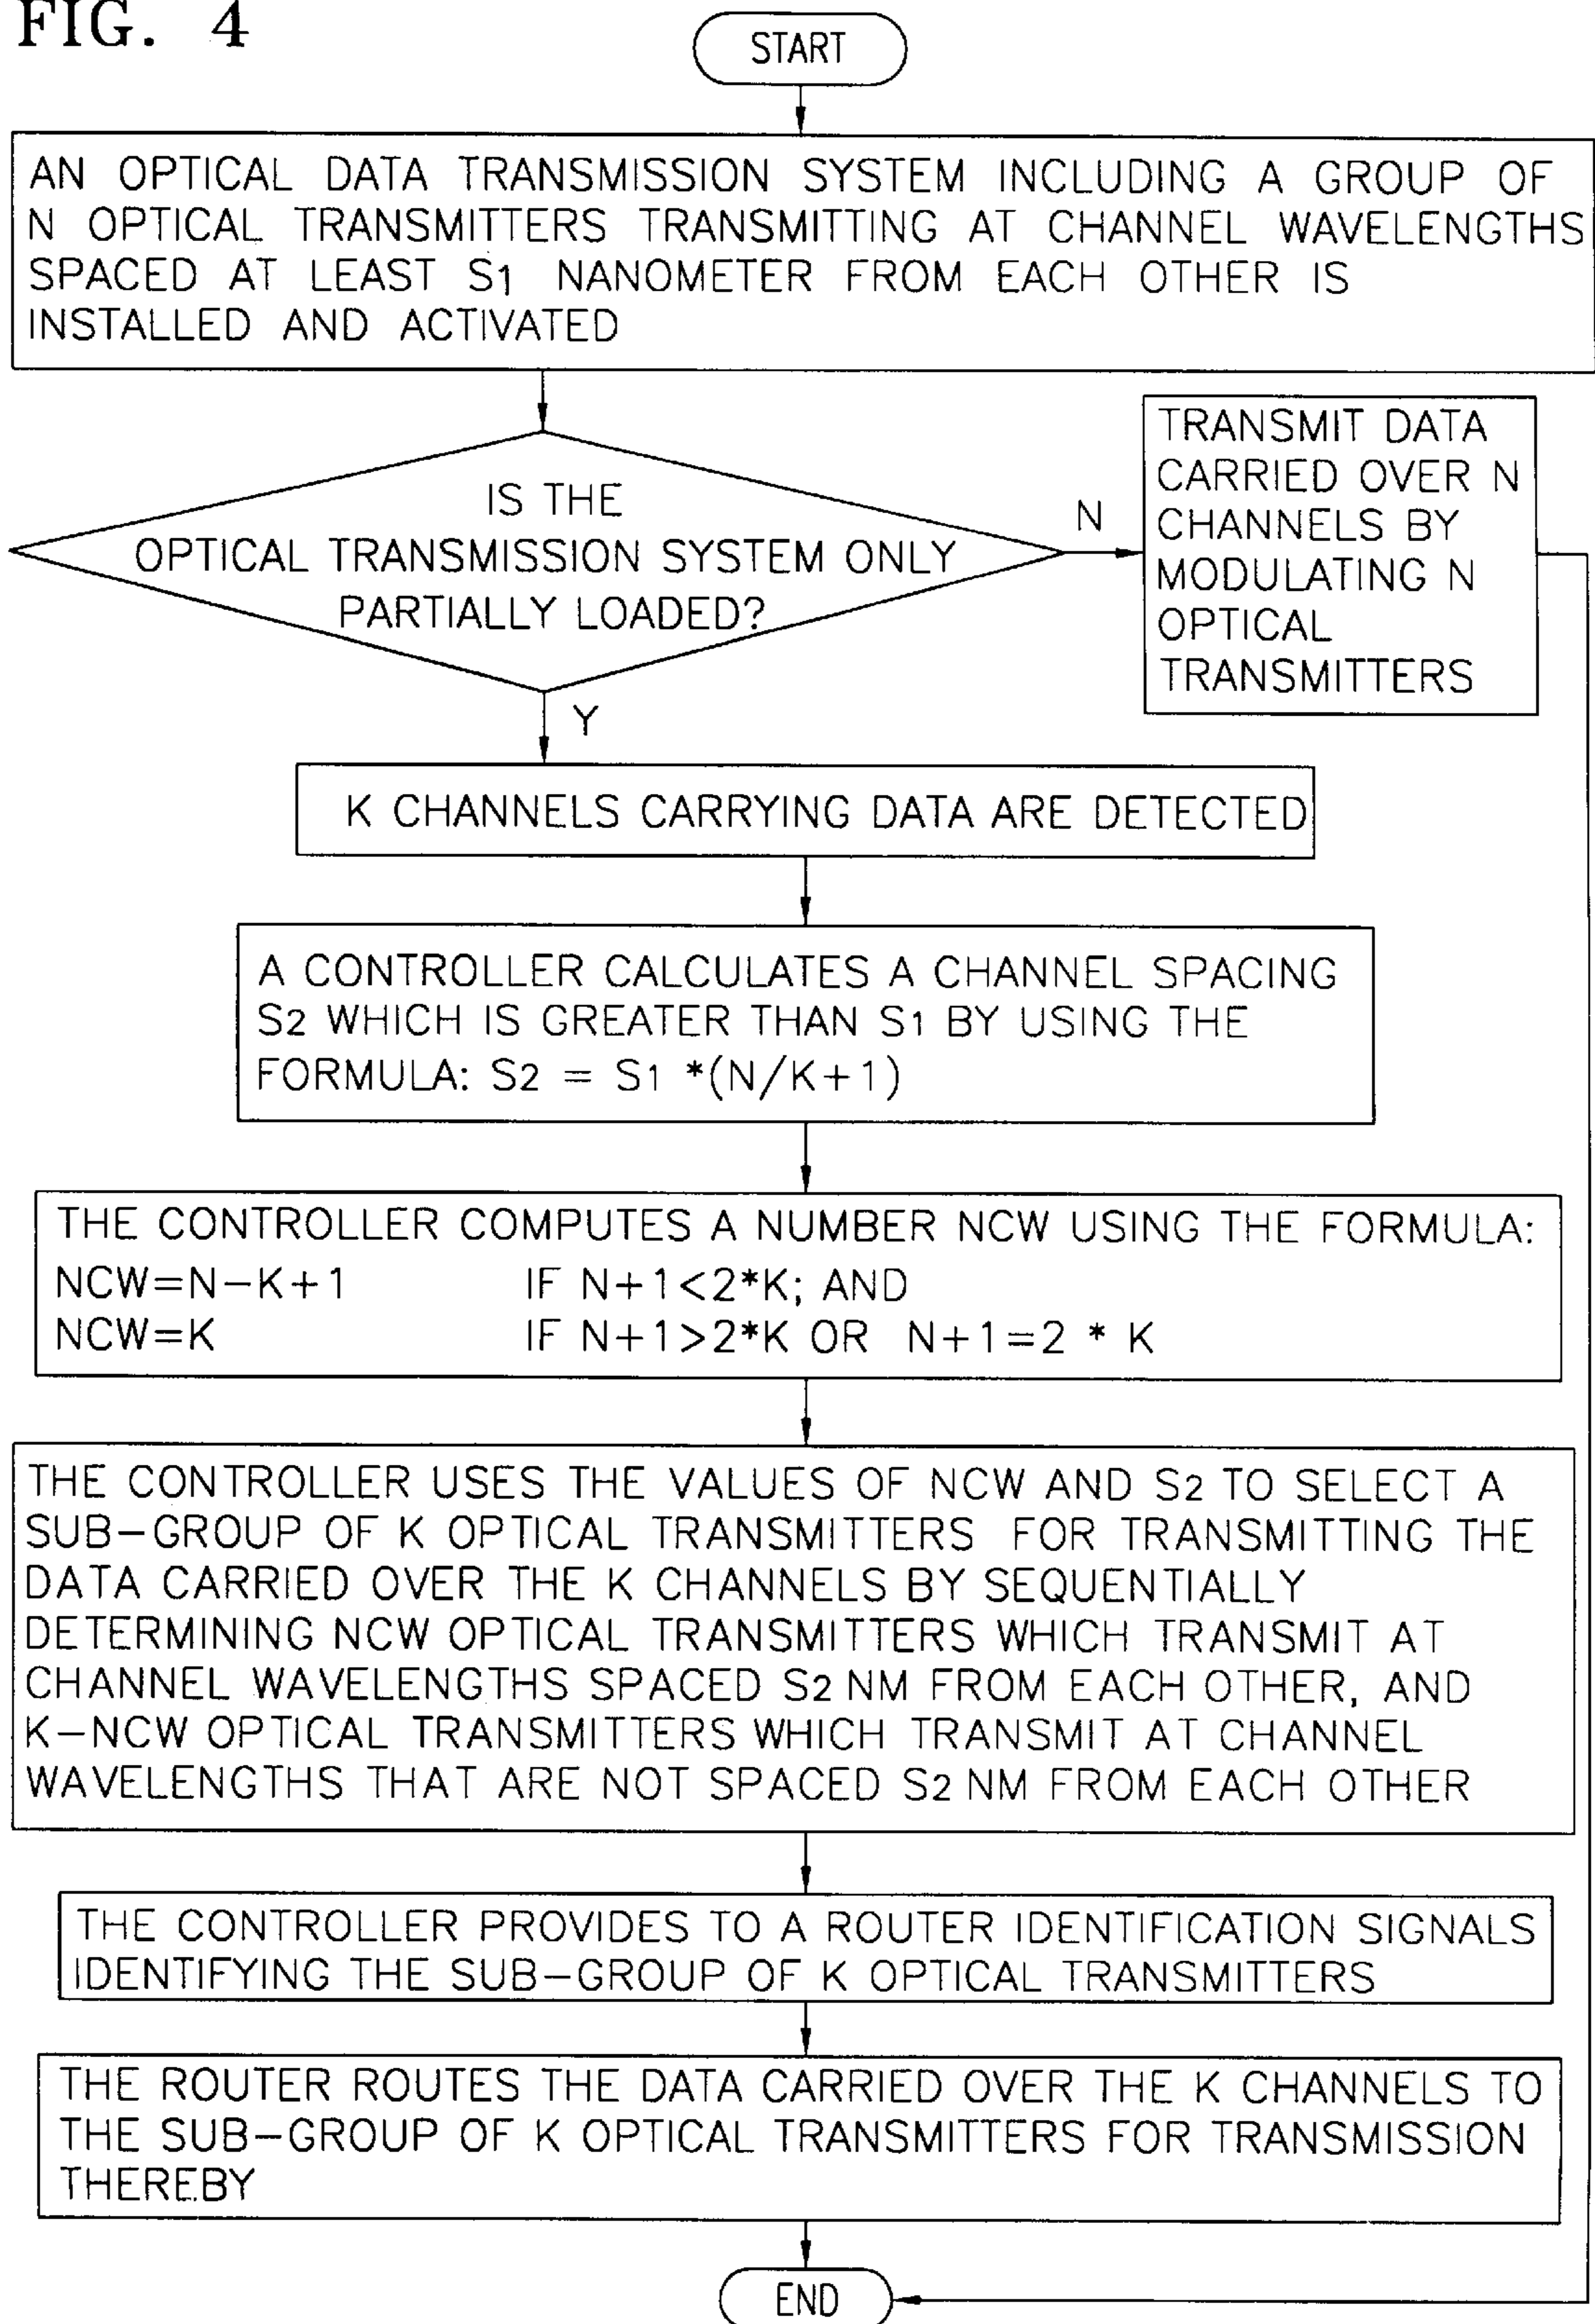 FIG. 4
START
AN OPTICAL DATA TRANSMISSION SYSTEM INCLUDING A GROUP OF
N OPTICAL TRANSMITTERS TRANSMITTING AT CHANNEL WAVELENGTHS
SPACED AT LEAST S1 NANOMETER FROM EACH OTHER IS
INSTALLED AND ACTIVATED
IS THE
OPTICAL TRANSMISSION SYSTEM ONLY
PARTIALLY LOADED?
N
TRANSMIT DATA
CARRIED OVER N
CHANNELS BY
MODULATING N
OPTICAL
TRANSMITTERS
Y
K CHANNELS CARRYING DATA ARE DETECTED
A CONTROLLER CALCULATES A CHANNEL SPACING
S2 WHICH IS GREATER THAN S1 BY USING THE
FORMULA: S2 = S1 *(N/K+1)
THE CONTROLLER COMPUTES A NUMBER NCW USING THE FORMULA:
NCW=N-K+1 IF N+1<2*K; AND
NCW=K IF N+1>2*K OR N+1=2 * K
THE CONTROLLER USES THE VALUES OF NCW AND S2 TO SELECT A
SUB-GROUP OF K OPTICAL TRANSMITTERS FOR TRANSMITTING THE
DATA CARRIED OVER THE K CHANNELS BY SEQUENTIALLY
DETERMINING NCW OPTICAL TRANSMITTERS WHICH TRANSMIT AT
CHANNEL WAVELENGTHS SPACED S2 NM FROM EACH OTHER, AND
K-NCW OPTICAL TRANSMITTERS WHICH TRANSMIT AT CHANNEL
WAVELENGTHS THAT ARE NOT SPACED S2 NM FROM EACH OTHER
THE CONTROLLER PROVIDES TO A ROUTER IDENTIFICATION SIGNALS
IDENTIFYING THE SUB-GROUP OF K OPTICAL TRANSMITTERS
THE ROUTER ROUTES THE DATA CARRIED OVER THE K CHANNELS TO
THE SUB-GROUP OF K OPTICAL TRANSMITTERS FOR TRANSMISSION
THEREBY
END